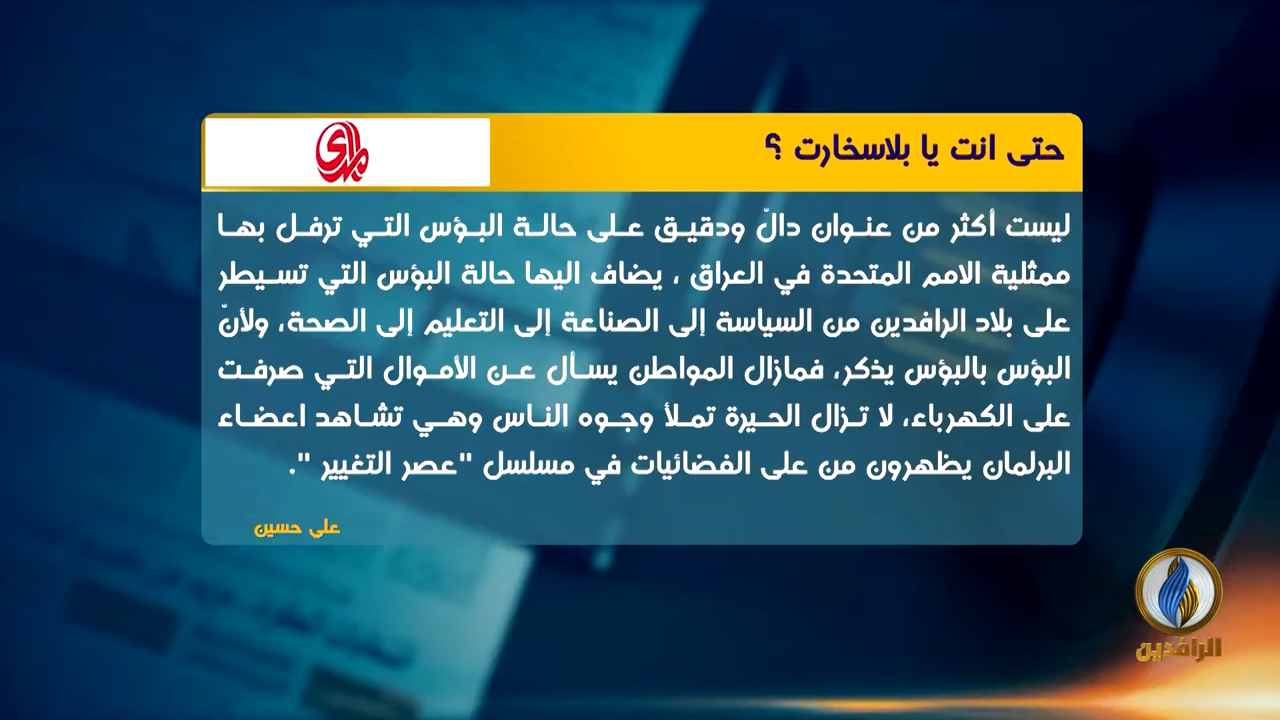 حتى انت يا بلاسخارت ؟
المدى
ليست أكثر من عنوان دالّ ودقيق على حالة البؤس التي ترفل بها
ممثلية الامم المتحدة في العراق ، يضاف اليها حالة البؤس التي تسيطر
على بلاد الرافدين من السياسة إلى الصناعة إلى التعليم إلى الصحة، ولأنّ
البؤس بالبؤس يذكر، فمازال المواطن يسأل عن الأموال التي صرفت
على الكهرباء، لا تزال الحيرة تملأ وجوه الناس وهي تشاهد اعضاء
البرلمان يظهرون من على الفضائيات في مسلسل "عصر التغيير ".
علي حسين
الرافدين